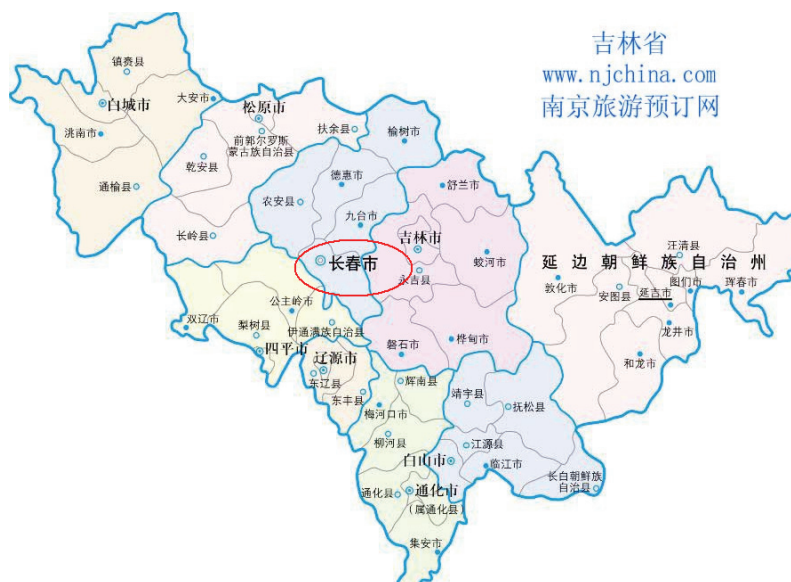 吉林省
www.njchina.com
南京旅游预订网
镇赉县
白城市
大安市
洮南市
通榆县
松原市
前郭尔罗斯
蒙古族自治县
扶余县
乾安县
长岭县
榆树市
德惠市
农安县
九台市
长春市
舒兰市
吉林市
永吉县
蛟河市
磐石市
桦甸市
延边朝鲜族自治州
汪清县
敦化市
安图县
延吉市
图们市
珲春市
龙井市
和龙市
公主岭市
双辽市
梨树县
伊通满族自治县
四平市
辽源市
东辽县
东丰县
辉南县
梅河口市
柳河县
靖宇县
抚松县
江源县
白山市
临江市
长白朝鲜族
自治县
通化县
通化市
(属通化县)
集安市